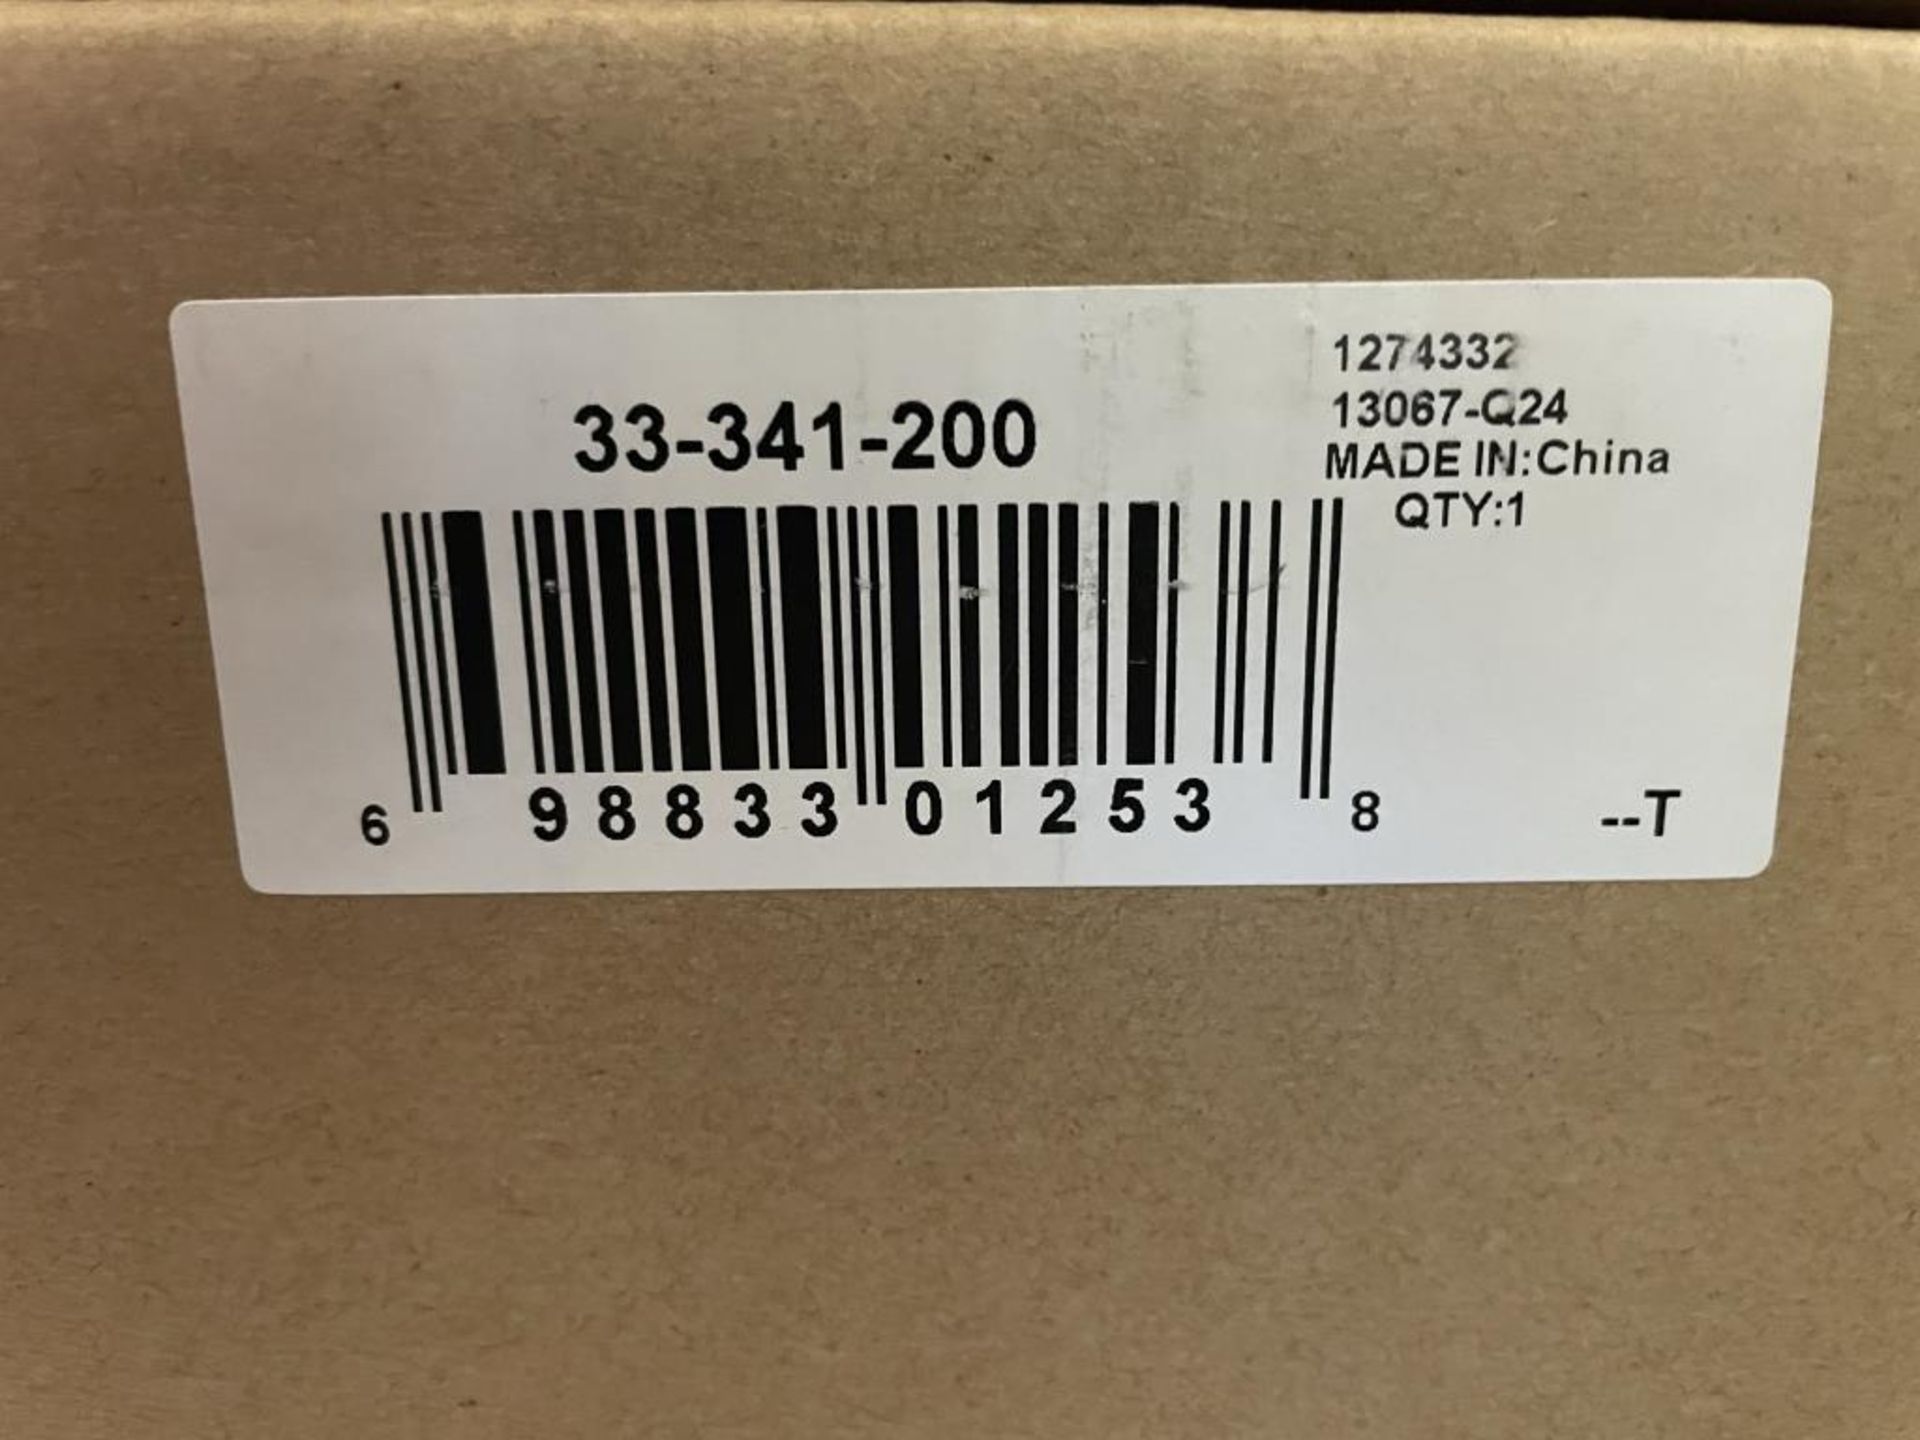 1274332
33-341-200
13067-Q24
MADE IN:China
QTY:1
6 98833 01253 8
--T